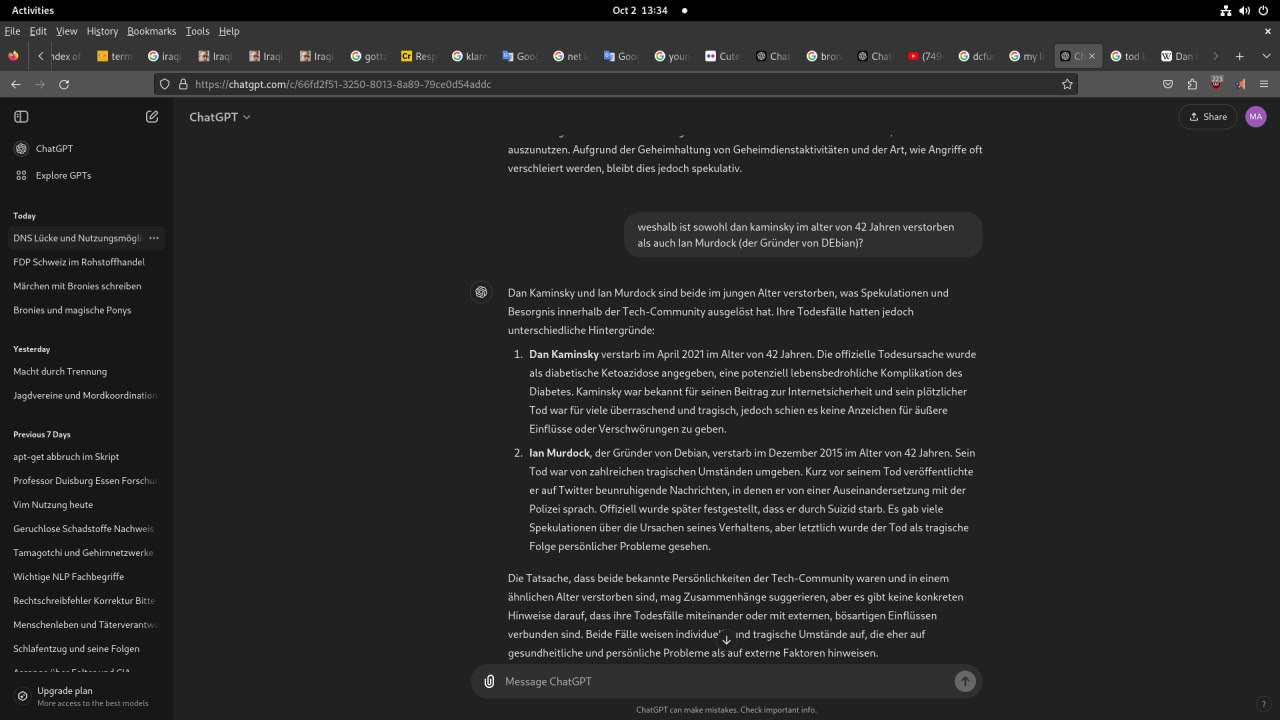 Activities
Oct 2 13:34
File Edit View History Bookmarks Tools Help
ndex of
term
iraqi
Iraqi
Iraqi
Iraqi
gotta
Cr Resp
klarn
Goog
net i
Goog
youn
Cute
Chat
bron
Chat
(749
dcfu
my li
Ch
tod i
W Dan
https://chatgpt.com/c/66fd2f51-3250-8013-8a89-79ce0d54addc
223
ChatGPT
Share
MA
ChatGPT
Explore GPTs
Today
DNS Lücke und Nutzungsmögli
FDP Schweiz im Rohstoffhandel
Märchen mit Bronies schreiben
Bronies und magische Ponys
Yesterday
Macht durch Trennung
Jagdvereine und Mordkoordination
Previous 7 Days
apt-get abbruch im Skript
Professor Duisburg Essen Forschun
Vim Nutzung heute
Geruchlose Schadstoffe Nachweis
Tamagotchi und Gehirnnetzwerke
Wichtige NLP Fachbegriffe
Rechtschreibfehler Korrektur Bitte
Menschenleben und Täterverantwo
Schlafentzug und seine Folgen
Upgrade plan
More access to the best models
auszunutzen. Aufgrund der Geheimhaltung von Geheimdienstaktivitäten und der Art, wie Angriffe oft
verschleiert werden, bleibt dies jedoch spekulativ.
weshalb ist sowohl dan kaminsky im alter von 42 Jahren verstorben
als auch Ian Murdock (der Gründer von DEbian)?
Dan Kaminsky und Ian Murdock sind beide im jungen Alter verstorben, was Spekulationen und
Besorgnis innerhalb der Tech-Community ausgelöst hat. Ihre Todesfälle hatten jedoch
unterschiedliche Hintergründe:
1. Dan Kaminsky verstarb im April 2021 im Alter von 42 Jahren. Die offizielle Todesursache wurde
als diabetische Ketoazidose angegeben, eine potenziell lebensbedrohliche Komplikation des
Diabetes. Kaminsky war bekannt für seinen Beitrag zur Internetsicherheit und sein plötzlicher
Tod war für viele überraschend und tragisch, jedoch schien es keine Anzeichen für äußere
Einflüsse oder Verschwörungen zu geben.
2. Ian Murdock, der Gründer von Debian, verstarb im Dezember 2015 im Alter von 42 Jahren. Sein
Tod war von zahlreichen tragischen Umständen umgeben. Kurz vor seinem Tod veröffentlichte
er auf Twitter beunruhigende Nachrichten, in denen er von einer Auseinandersetzung mit der
Polizei sprach. Offiziell wurde später festgestellt, dass er durch Suizid starb. Es gab viele
Spekulationen über die Ursachen seines Verhaltens, aber letztlich wurde der Tod als tragische
Folge persönlicher Probleme gesehen.
Die Tatsache, dass beide bekannte Persönlichkeiten der Tech-Community waren und in einem
ähnlichen Alter verstorben sind, mag Zusammenhänge suggerieren, aber es gibt keine konkreten
Hinweise darauf, dass ihre Todesfälle miteinander oder mit externen, bösartigen Einflüssen
verbunden sind. Beide Fälle weisen individuel und tragische Umstände auf, die eher auf
gesundheitliche und persönliche Probleme als auf externe Faktoren hinweisen.
Message ChatGPT
ChatGPT can make mistakes. Check important info.
?